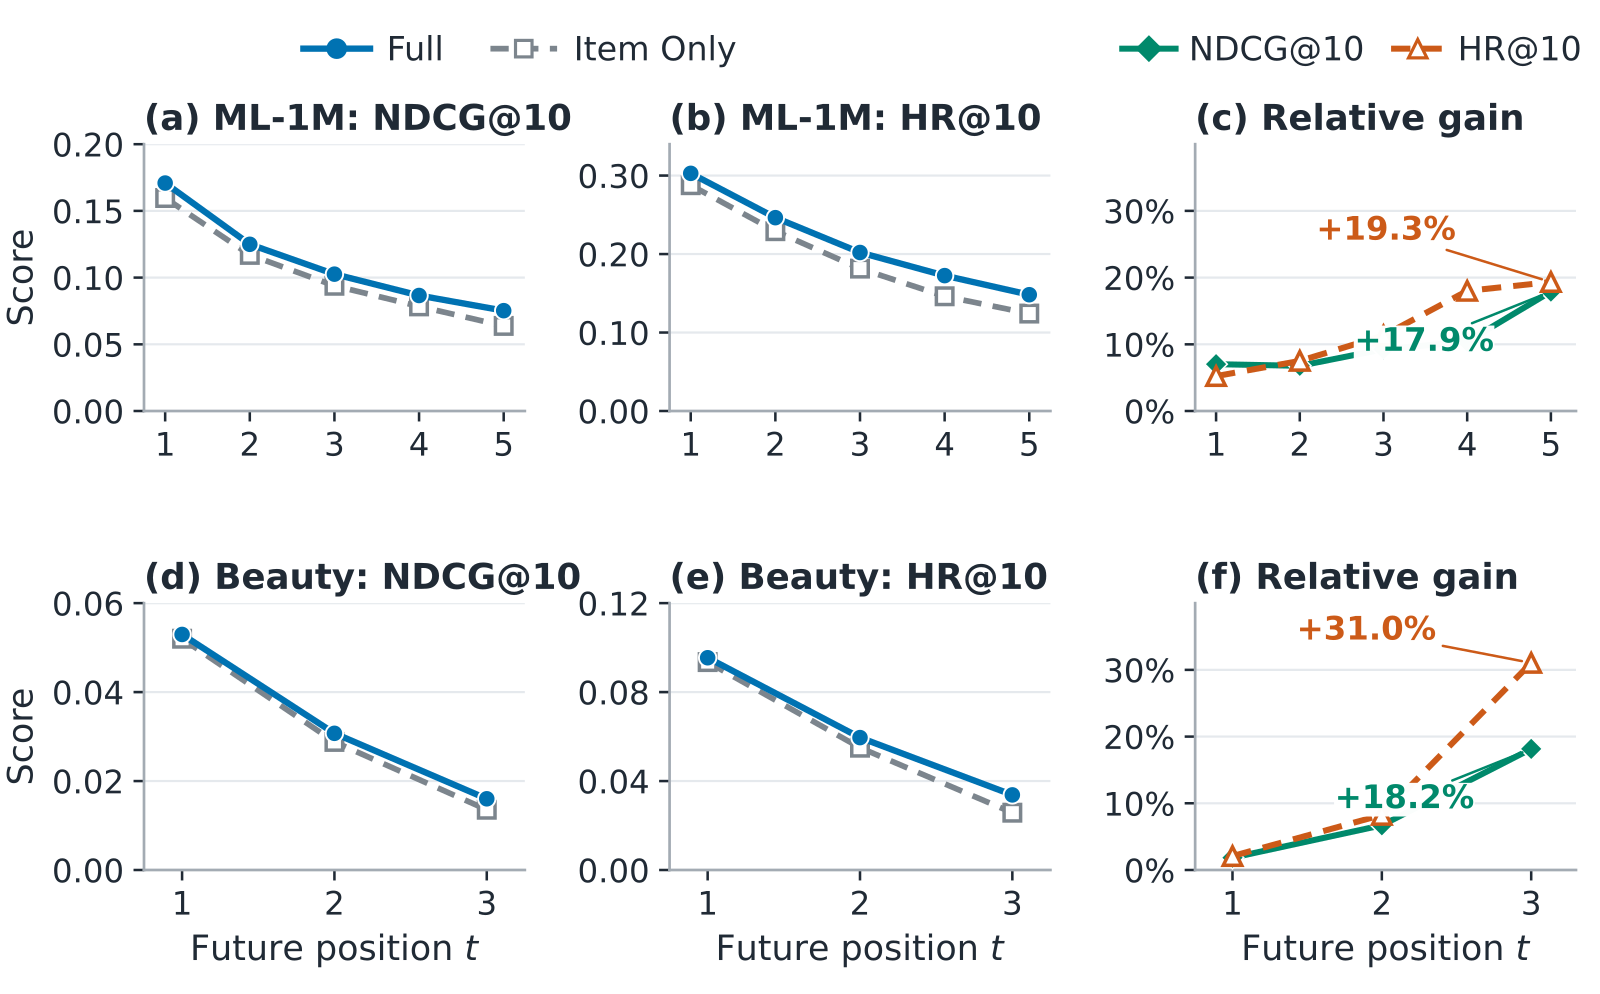 Full
Item Only
NDCG@10
HR@10
(a) ML-1M: NDCG@10
(b) ML-1M: HR@10
(c) Relative gain
Score
0.20
0.15
0.10
0.05
0.00
1 2 3 4 5
0.30
0.20
0.10
0.00
1 2 3 4 5
30%
20%
10%
0%
+19.3%
+17.9%
1 2 3 4 5
(d) Beauty: NDCG@10
(e) Beauty: HR@10
(f) Relative gain
Score
0.06
0.04
0.02
0.00
1 2 3
Future position t
0.12
0.08
0.04
0.00
1 2 3
Future position t
30%
20%
10%
0%
+31.0%
+18.2%
1 2 3
Future position t